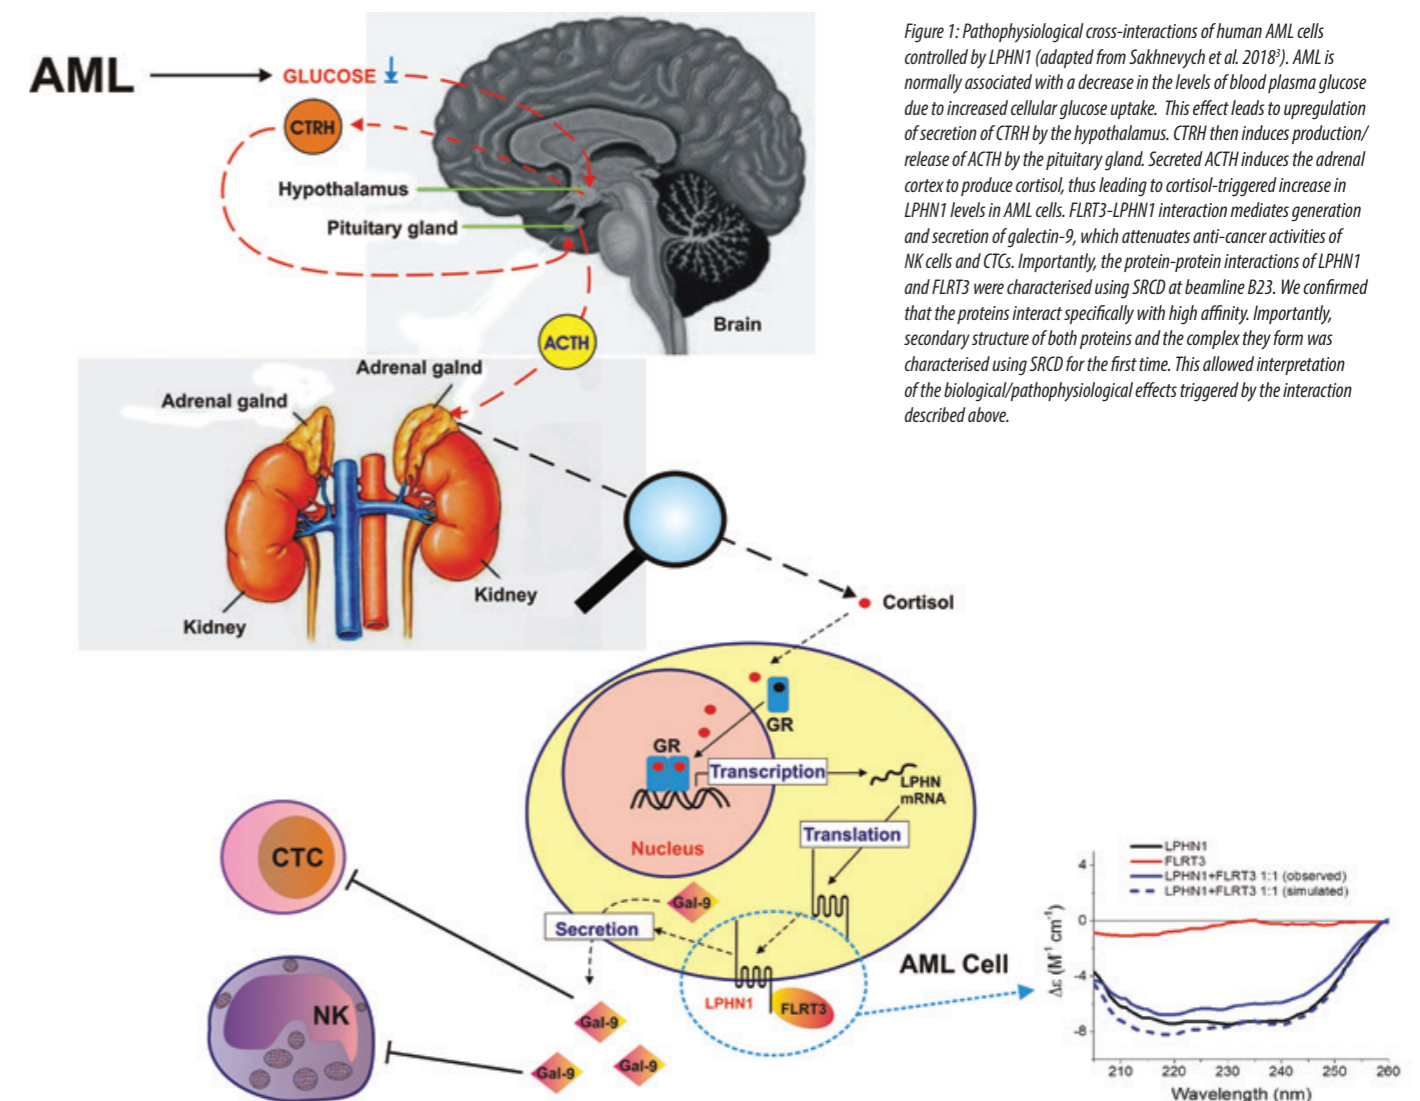 Figure 1: Pathophysiological cross-interactions of human AML cells
controlled by LPHN1 (adapted from Sakhnevych et al. 2018³). AML is
normally associated with a decrease in the levels of blood plasma glucose
due to increased cellular glucose uptake. This effect leads to upregulation
of secretion of CTRH by the hypothalamus. CTRH then induces production/
release of ACTH by the pituitary gland. Secreted ACTH induces the adrenal
cortex to produce cortisol, thus leading to cortisol-triggered increase in
LPHN1 levels in AML cells. FLRT3-LPHN1 interaction mediates generation
and secretion of galectin-9, which attenuates anti-cancer activities of
NK cells and CTCs. Importantly, the protein-protein interactions of LPHN1
and FLRT3 were characterised using SRCD at beamline B23. We confirmed
that the proteins interact specifically with high affinity. Importantly,
secondary structure of both proteins and the complex they form was
characterised using SRCD for the first time. This allowed interpretation
of the biological/pathophysiological effects triggered by the interaction
described above.
AML
GLUCOSE
CTRH
Hypothalamus
Pituitary gland
Brain
ACTH
Adrenal galnd
Adrenal galnd
Kidney
Kidney
Cortisol
GR
GR
Transcription
LPHN
mRNA
Nucleus
Translation
Gal-9
Secretion
AML Cell
LPHN1
FLRT3
CTC
NK
Gal-9
Gal-9
Gal-9
LPHN1
FLRT3
LPHN1+FLRT3 1:1 (observed)
LPHN1+FLRT3 1:1 (simulated)
4
0
-4
-8
Δε (M⁻¹ cm⁻¹)
210 220 230 240 250 260
Wavelength (nm)